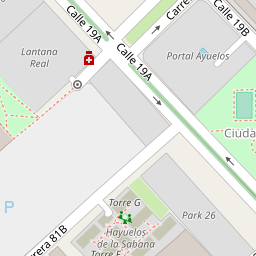 Calle 19A
Carre
Calle 19B
Lantana
Real
Calle 19A
Portal Ayuelos
Ciuda
P
Torre G
Park 26
Hayuelos
de la Sabana
Torre F
rera 81B